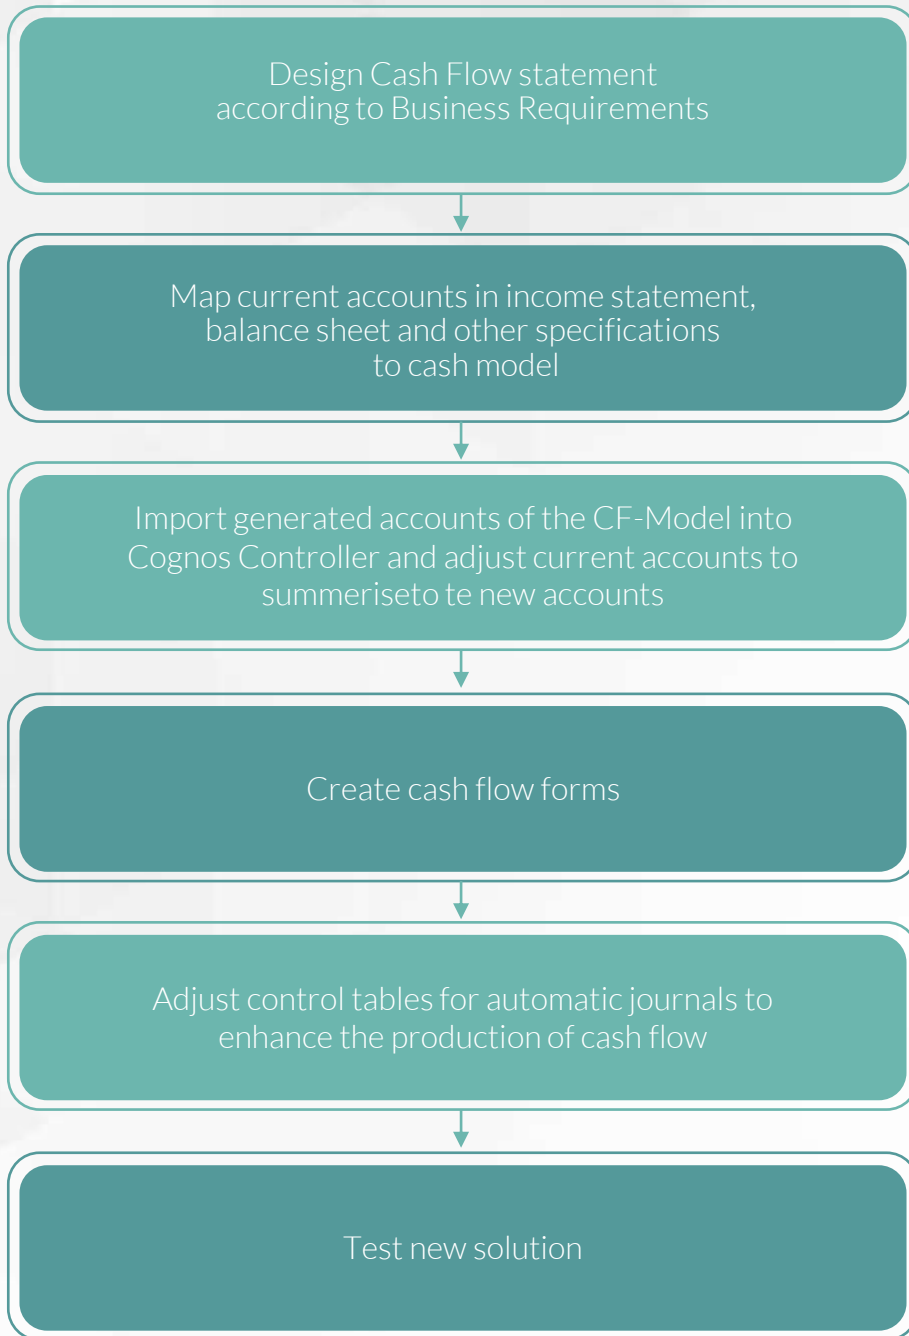 Design Cash Flow statement
according to Business Requirements
Map current accounts in income statement,
balance sheet and other specifications
to cash model
Import generated accounts of the CF-Model into
Cognos Controller and adjust current accounts to
summeriseto te new accounts
Create cash flow forms
Adjust control tables for automatic journals to
enhance the production of cash flow
Test new solution